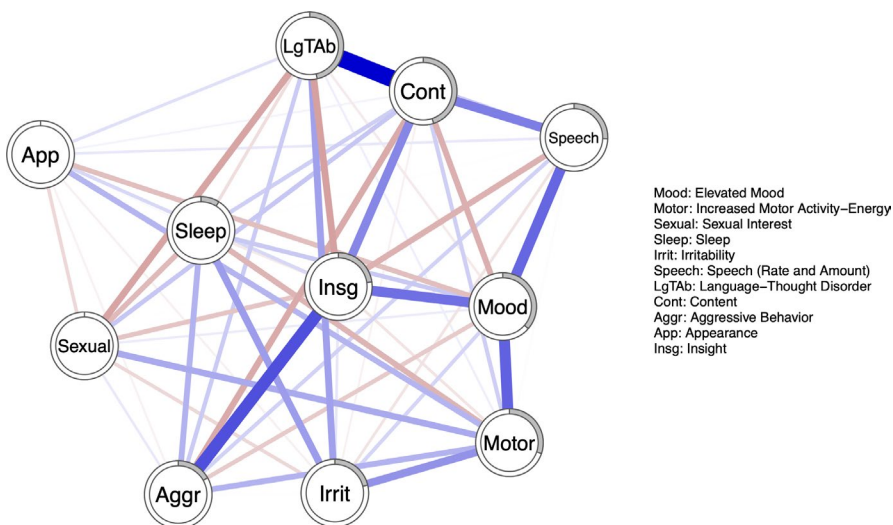 LgTAb
Cont
Speech
App
Sleep
Insg
Mood
Sexual
Motor
Aggr
Irrit
Mood: Elevated Mood
Motor: Increased Motor Activity−Energy
Sexual: Sexual Interest
Sleep: Sleep
Irrit: Irritability
Speech: Speech (Rate and Amount)
LgTAb: Language−Thought Disorder
Cont: Content
Aggr: Aggressive Behavior
App: Appearance
Insg: Insight